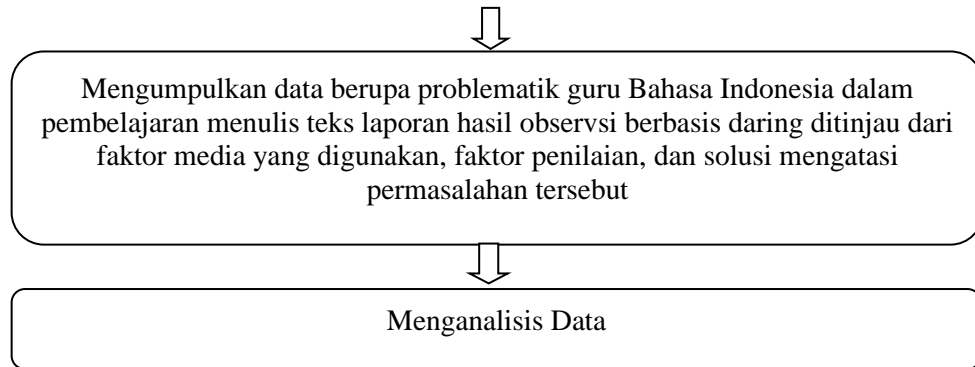 Mengumpulkan data berupa problematik guru Bahasa Indonesia dalam
pembelajaran menulis teks laporan hasil observsi berbasis daring ditinjau dari
faktor media yang digunakan, faktor penilaian, dan solusi mengatasi
permasalahan tersebut
Menganalisis Data